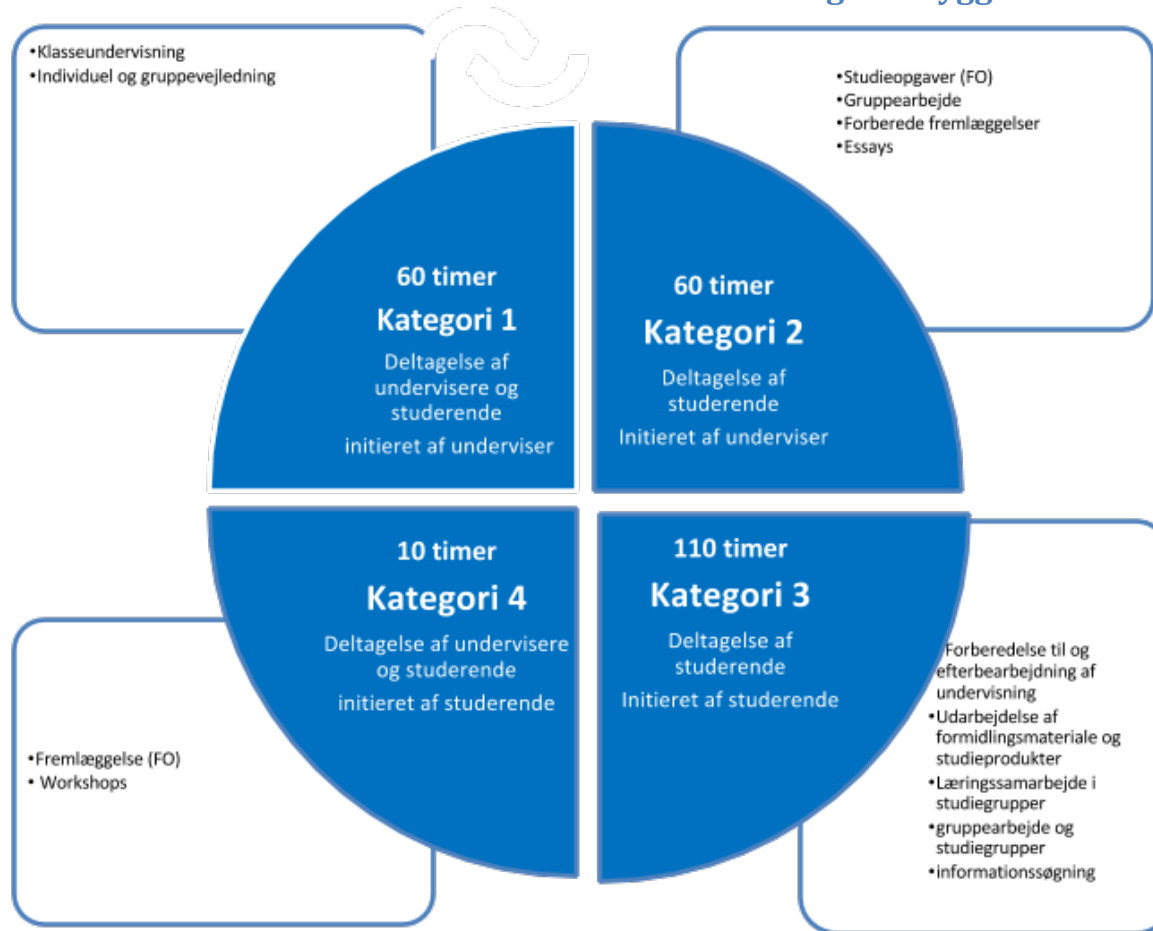 •Klasseundervisning
•Individuel og gruppevejledning
•Studieopgaver (FO)
•Gruppearbejde
•Forberede fremlæggelser
•Essays
60 timer
Kategori 1
Deltagelse af
undervisere og
studerende
initieret af underviser
60 timer
Kategori 2
Deltagelse af
studerende
Initieret af underviser
10 timer
Kategori 4
Deltagelse af undervisere
og studerende
initieret af studerende
110 timer
Kategori 3
Deltagelse af
studerende
Initieret af studerende
•Fremlæggelse (FO)
• Workshops
Forberedelse til og
efterbearbejdning af
undervisning
•Udarbejdelse af
formidlingsmateriale og
studieprodukter
•Læringssamarbejde i
studiegrupper
•gruppearbejde og
studiegrupper
•informationssøgning